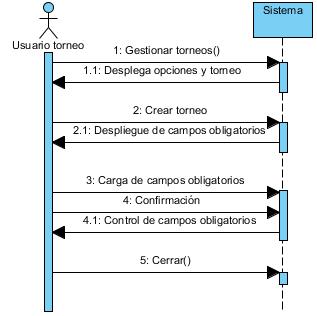 Sistema
Usuario torneo
1: Gestionar torneos()
1.1: Desplega opciones y torneo
2: Crear torneo
2.1: Despliegue de campos obligatorios
3: Carga de campos obligatorios
4: Confirmación
4.1: Control de campos obligatorios
5: Cerrar()